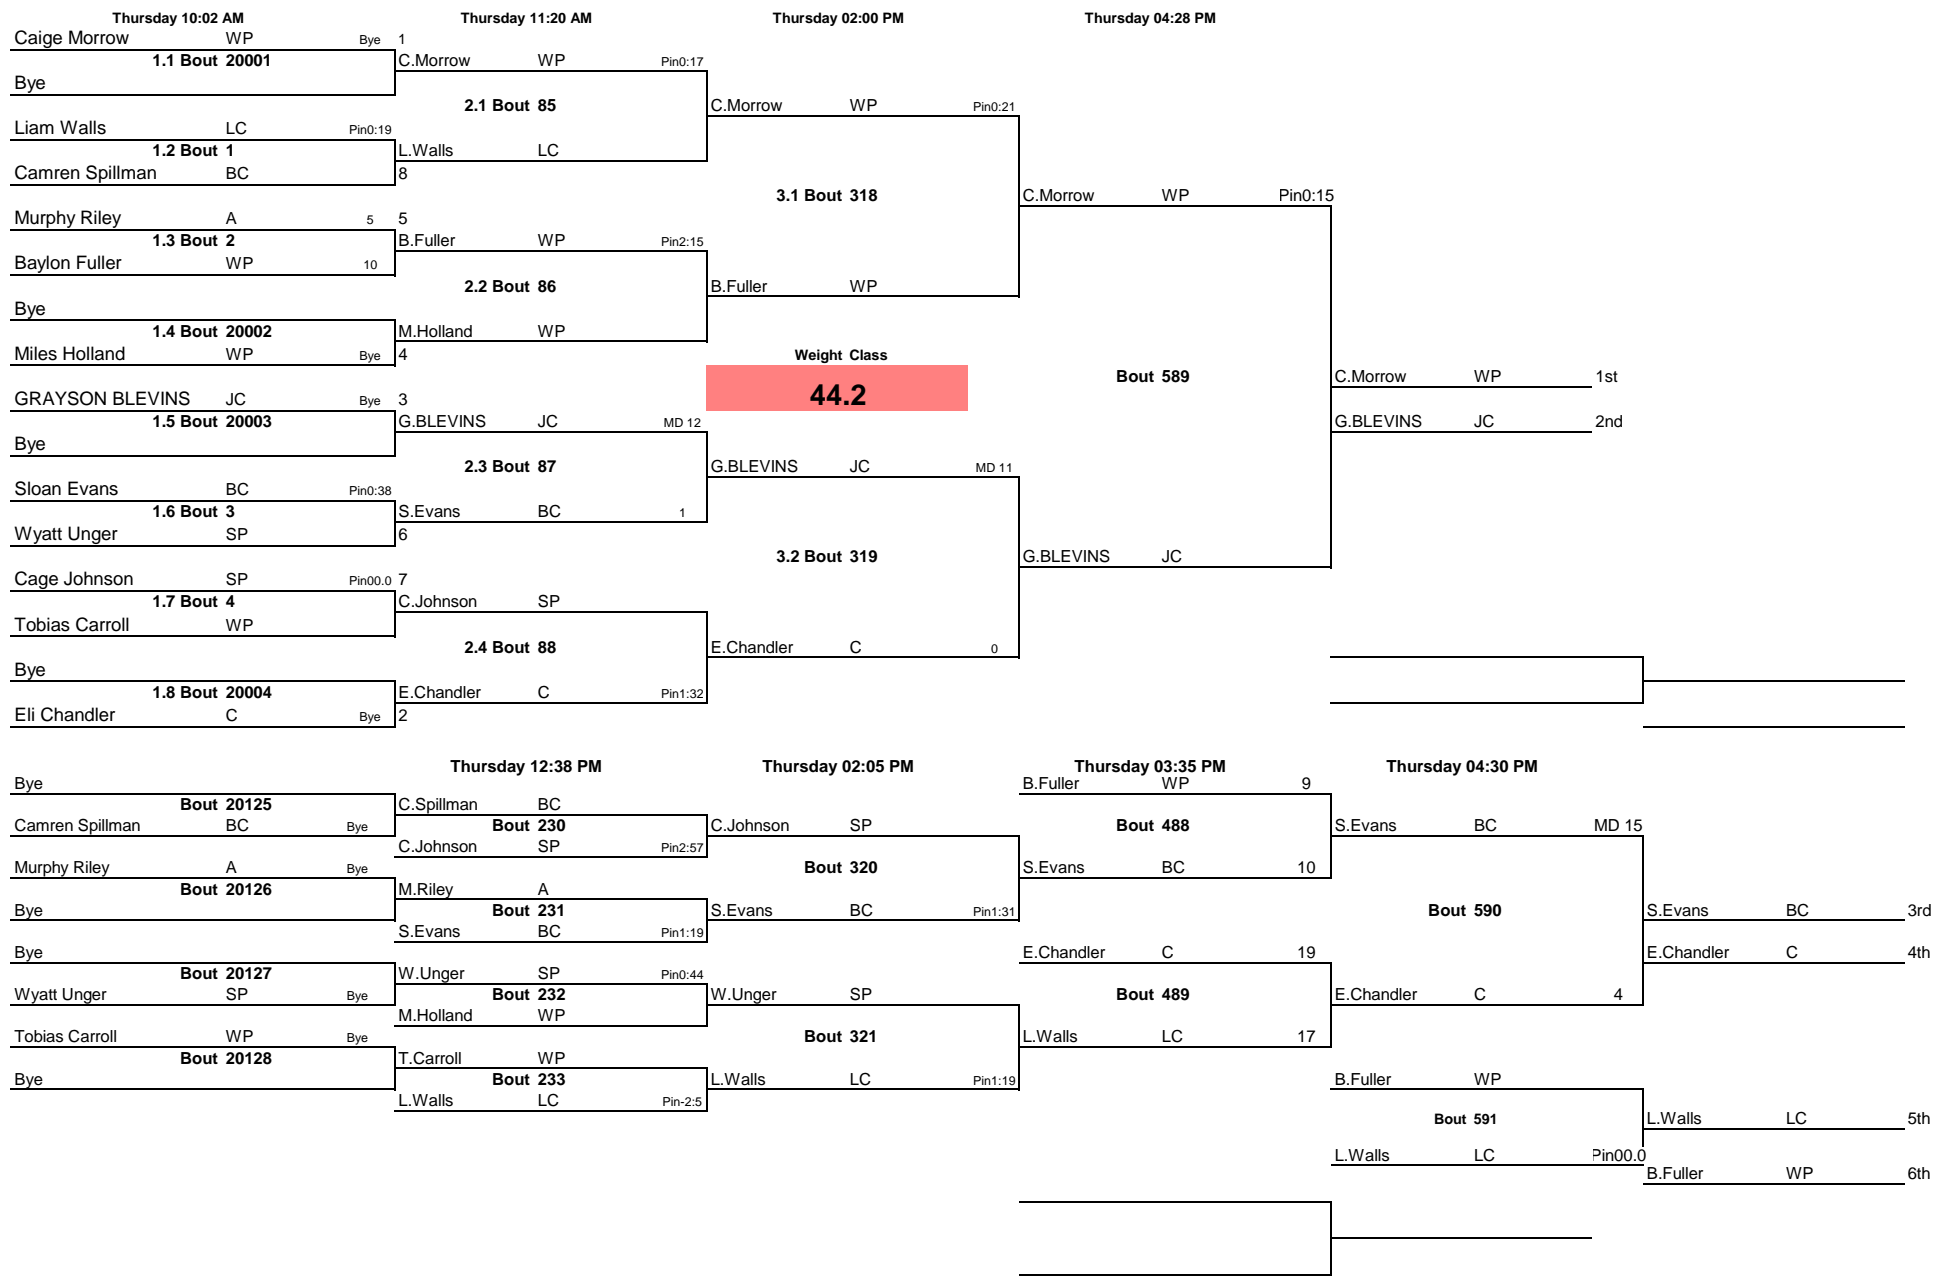 Thursday 10:02 AM Thursday 11:20 AM Thursday 02:00 PM Thursday 04:28 PM
Caige Morrow WP Bye 1
1.1 Bout 20001 C.Morrow WP Pin0:17
Bye
2.1 Bout 85 C.Morrow WP Pin0:21
Liam Walls LC Pin0:19
1.2 Bout 1 L.Walls LC
Camren Spillman BC 8
3.1 Bout 318 C.Morrow WP Pin0:15
Murphy Riley A 5 5
1.3 Bout 2 B.Fuller WP Pin2:15
Baylon Fuller WP 10
2.2 Bout 86 B.Fuller WP
Bye
1.4 Bout 20002 M.Holland WP
Miles Holland WP Bye 4 Weight Class
Bout 589 C.Morrow WP 1st
GRAYSON BLEVINS JC Bye 3 44.2
1.5 Bout 20003 G.BLEVINS JC MD 12 G.BLEVINS JC 2nd
Bye
2.3 Bout 87 G.BLEVINS JC MD 11
Sloan Evans BC Pin0:38
1.6 Bout 3 S.Evans BC 1
Wyatt Unger SP 6
3.2 Bout 319 G.BLEVINS JC
Cage Johnson SP Pin00.0 7
1.7 Bout 4 C.Johnson SP
Tobias Carroll WP
2.4 Bout 88 E.Chandler C 0
Bye
1.8 Bout 20004 E.Chandler C Pin1:32
Eli Chandler C Bye 2
Thursday 12:38 PM Thursday 02:05 PM Thursday 03:35 PM Thursday 04:30 PM
Bye B.Fuller WP 9
Bout 20125 C.Spillman BC
Camren Spillman BC Bye Bout 230 C.Johnson SP Bout 488 S.Evans BC MD 15
C.Johnson SP Pin2:57
Murphy Riley A Bye Bout 320 S.Evans BC 10
Bout 20126 M.Riley A
Bye Bout 231 S.Evans BC Pin1:31 Bout 590 S.Evans BC 3rd
S.Evans BC Pin1:19
Bye E.Chandler C 19 E.Chandler C 4th
Bout 20127 W.Unger SP Pin0:44
Wyatt Unger SP Bye Bout 232 W.Unger SP Bout 489 E.Chandler C 4
M.Holland WP
Tobias Carroll WP Bye Bout 321 L.Walls LC 17
Bout 20128 T.Carroll WP
Bye Bout 233 L.Walls LC Pin1:19 B.Fuller WP
L.Walls LC Pin-2:5
Bout 591 L.Walls LC 5th
L.Walls LC Pin00.0
B.Fuller WP 6th